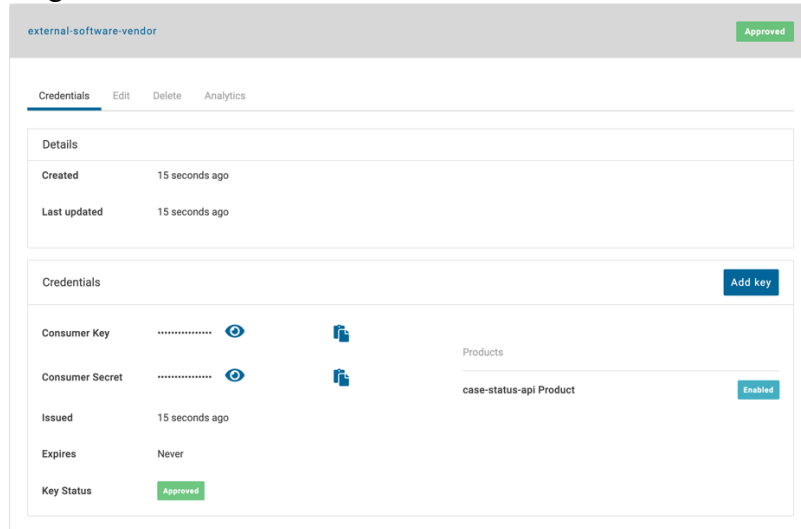 external-software-vendor Approved
Credentials Edit Delete Analytics
Details
Created 15 seconds ago
Last updated 15 seconds ago
Credentials Add key
Consumer Key ••••••••••••••••
Products
Consumer Secret ••••••••••••••••
case-status-api Product Enabled
Issued 15 seconds ago
Expires Never
Key Status Approved